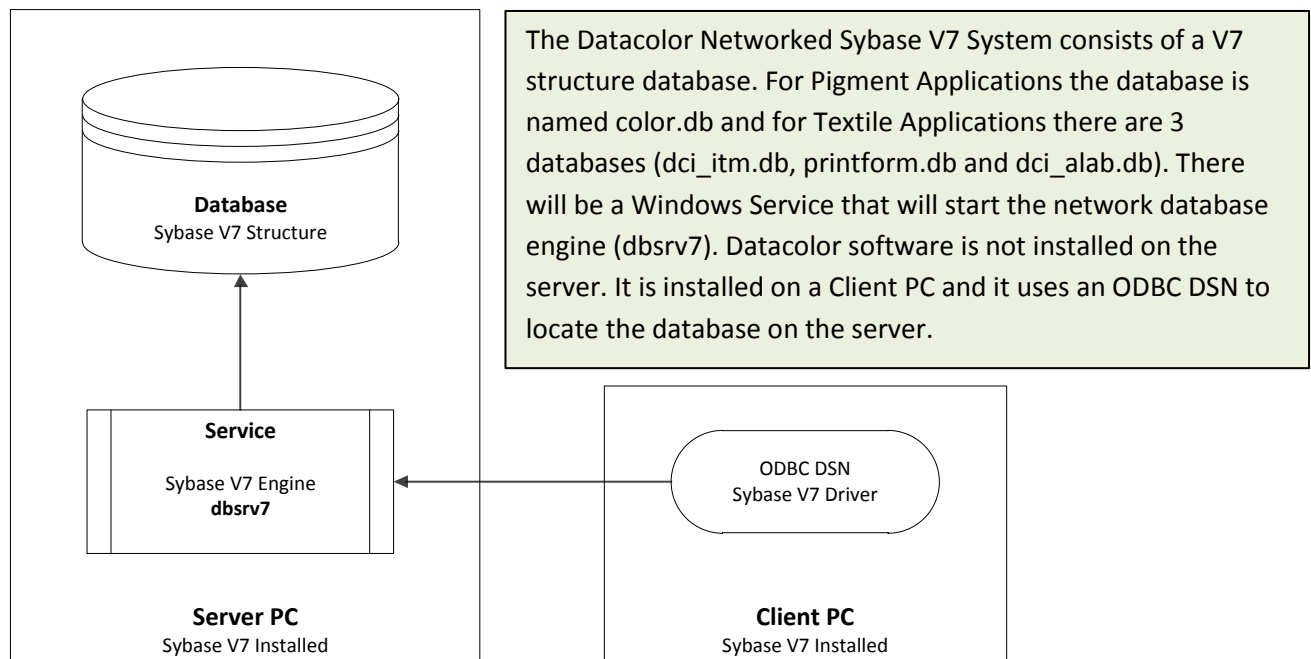 The Datacolor Networked Sybase V7 System consists of a V7
structure database. For Pigment Applications the database is
named color.db and for Textile Applications there are 3
databases (dci_itm.db, printform.db and dci_alab.db). There
will be a Windows Service that will start the network database
engine (dbsrv7). Datacolor software is not installed on the
server. It is installed on a Client PC and it uses an ODBC DSN to
locate the database on the server.
Database
Sybase V7 Structure
Service
Sybase V7 Engine
dbsrv7
Server PC
Sybase V7 Installed
ODBC DSN
Sybase V7 Driver
Client PC
Sybase V7 Installed